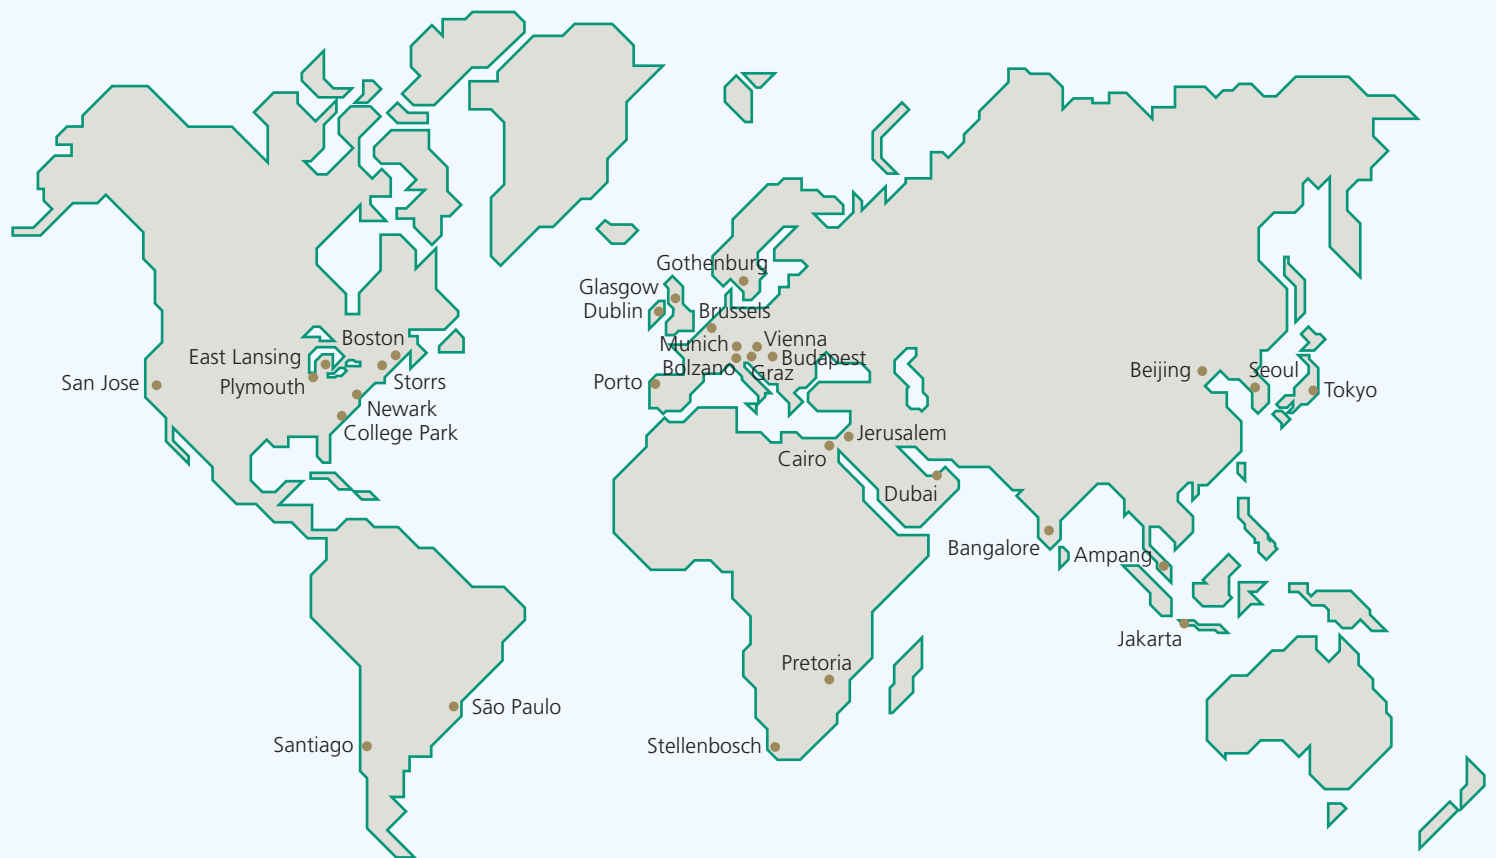 Gothenburg
Glasgow
Dublin
Brussels
Boston
Munich
Vienna
East Lansing
Budapest
Bolzano
Graz
San Jose
Plymouth
Storrs
Porto
Beijing
Seoul
Tokyo
Newark
College Park
Jerusalem
Cairo
Dubai
Bangalore
Ampang
Jakarta
Pretoria
São Paulo
Santiago
Stellenbosch